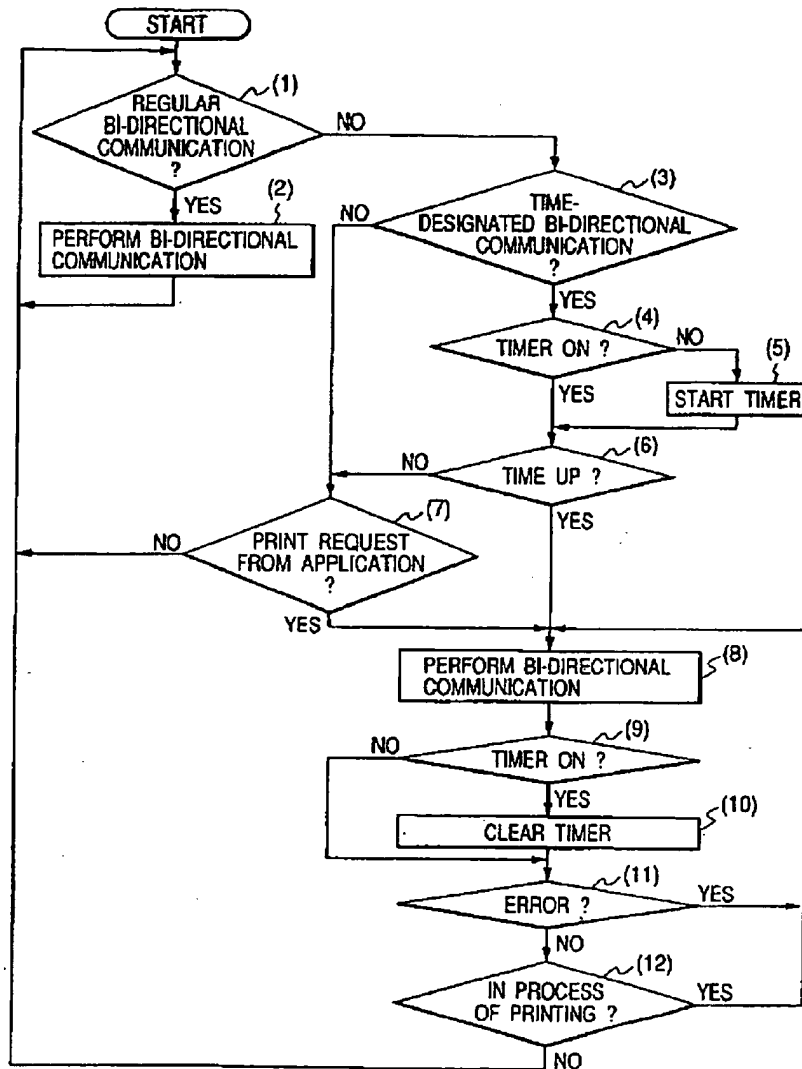 START
(1)
REGULAR
BI-DIRECTIONAL
COMMUNICATION
?
NO
YES
(2)
PERFORM BI-DIRECTIONAL
COMMUNICATION
(3)
TIME-
DESIGNATED BI-DIRECTIONAL
COMMUNICATION
?
NO
YES
(4)
TIMER ON ?
NO
YES
(5)
START TIMER
(6)
TIME UP ?
NO
YES
(7)
PRINT REQUEST
FROM APPLICATION
?
NO
YES
(8)
PERFORM BI-DIRECTIONAL
COMMUNICATION
(9)
TIMER ON ?
NO
YES
(10)
CLEAR TIMER
(11)
ERROR ?
YES
NO
(12)
IN PROCESS
OF PRINTING ?
YES
NO